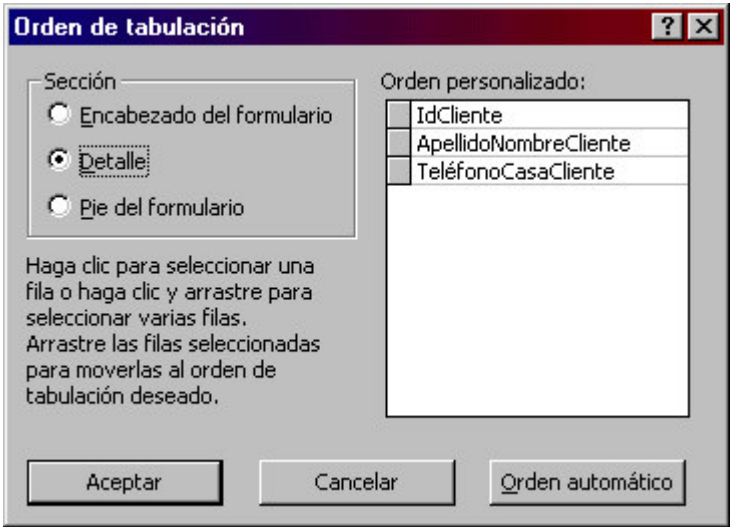 Orden de tabulación
Sección
Encabezado del formulario
Detalle
Pie del formulario
Haga clic para seleccionar una
fila o haga clic y arrastre para
seleccionar varias filas.
Arrastre las filas seleccionadas
para moverlas al orden de
tabulación deseado.
Orden personalizado:
IdCliente
ApellidoNombreCliente
TeléfonoCasaCliente
Aceptar
Cancelar
Orden automático